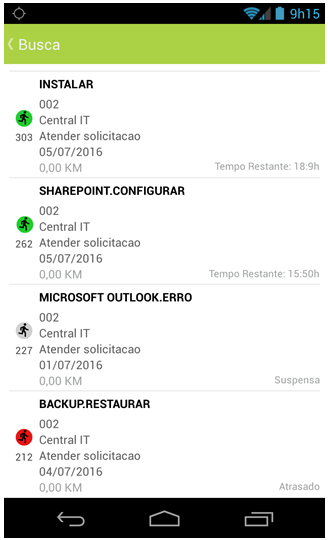 9h15
Busca
INSTALAR
002
Central IT
303 Atender solicitacao
05/07/2016
0,00 KM Tempo Restante: 18:9h
SHAREPOINT.CONFIGURAR
002
Central IT
262 Atender solicitacao
05/07/2016
0,00 KM Tempo Restante: 15:50h
MICROSOFT OUTLOOK.ERRO
002
Central IT
227 Atender solicitacao
01/07/2016
0,00 KM Suspensa
BACKUP.RESTAURAR
002
Central IT
212 Atender solicitacao
04/07/2016
0,00 KM Atrasado